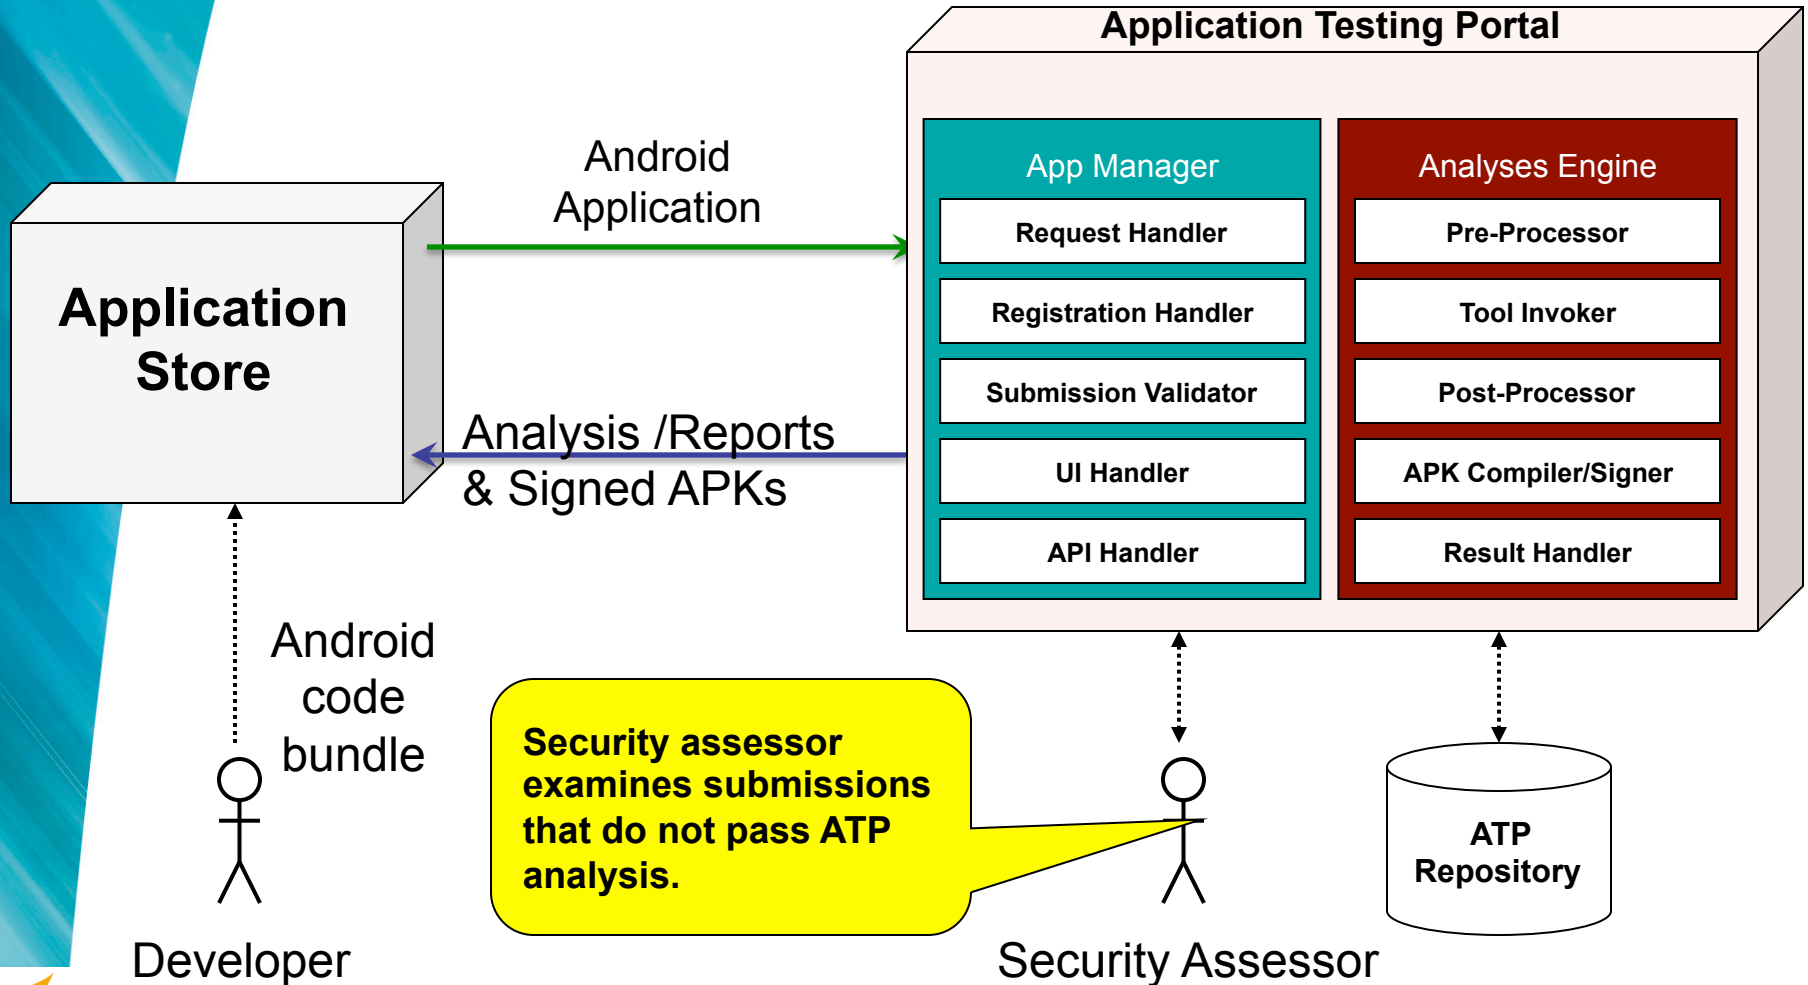 Application Testing Portal
Android
Application
Application
Store
Analysis /Reports
& Signed APKs
App Manager
Request Handler
Registration Handler
Submission Validator
UI Handler
API Handler
Analyses Engine
Pre-Processor
Tool Invoker
Post-Processor
APK Compiler/Signer
Result Handler
Android
code
bundle
Developer
Security assessor
examines submissions
that do not pass ATP
analysis.
Security Assessor
ATP
Repository